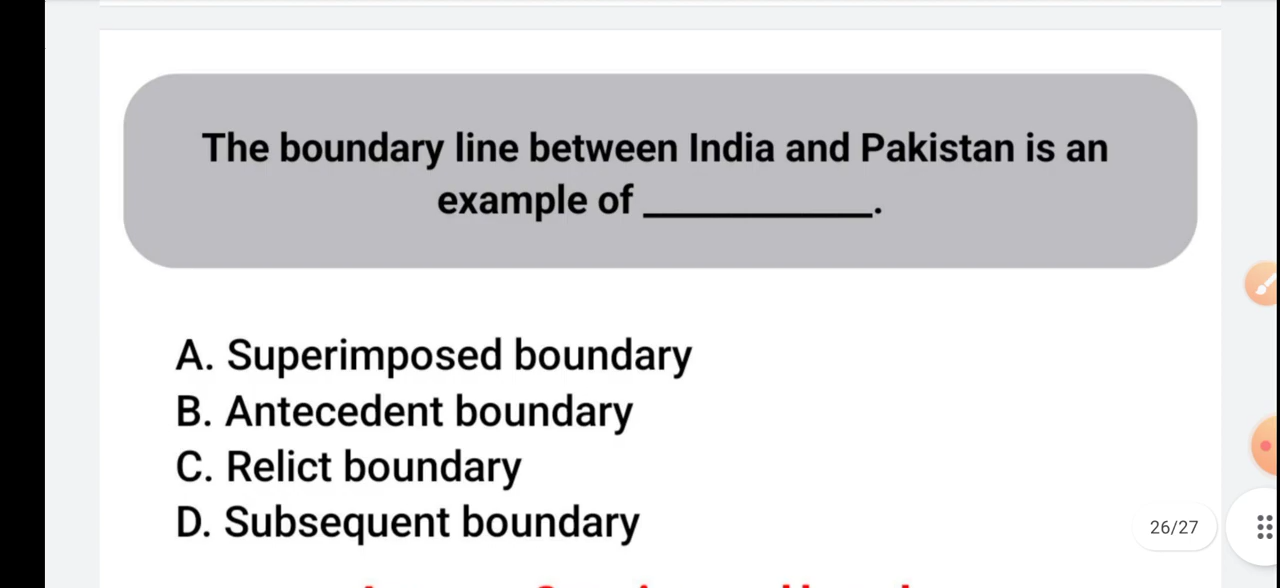 The boundary line between India and Pakistan is an
example of ___________.
A. Superimposed boundary
B. Antecedent boundary
C. Relict boundary
D. Subsequent boundary
26/27